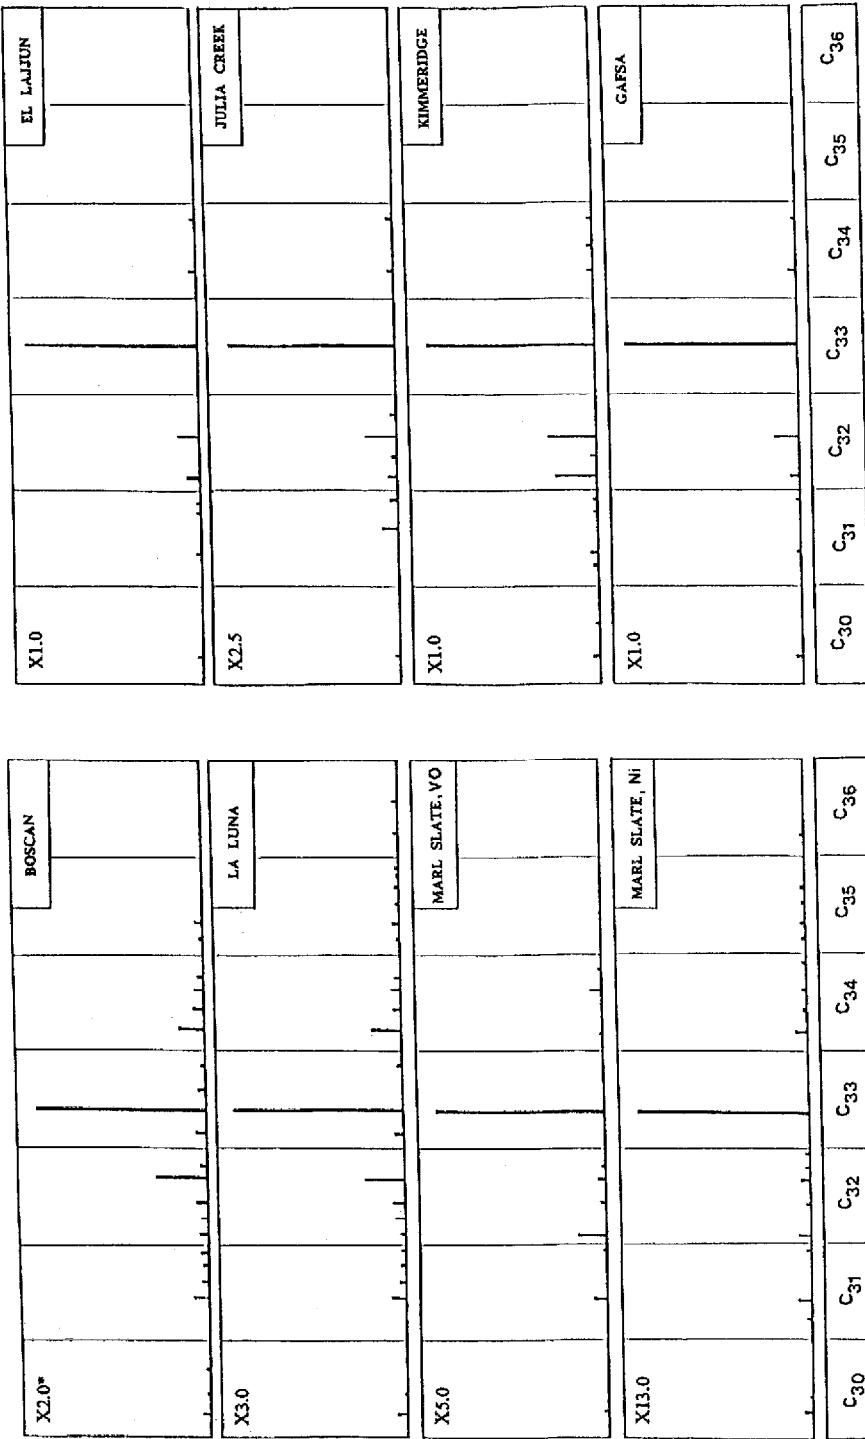 EL LAJJUN
X1.0
JULIA CREEK
X2.5
KIMMERIDGE
X1.0
GAFSA
X1.0
C30 C31 C32 C33 C34 C35 C36
BOSCAN
X2.0*
LA LUNA
X3.0
MARL SLATE, VO
X5.0
MARL SLATE, Ni
X13.0
C30 C31 C32 C33 C34 C35 C36